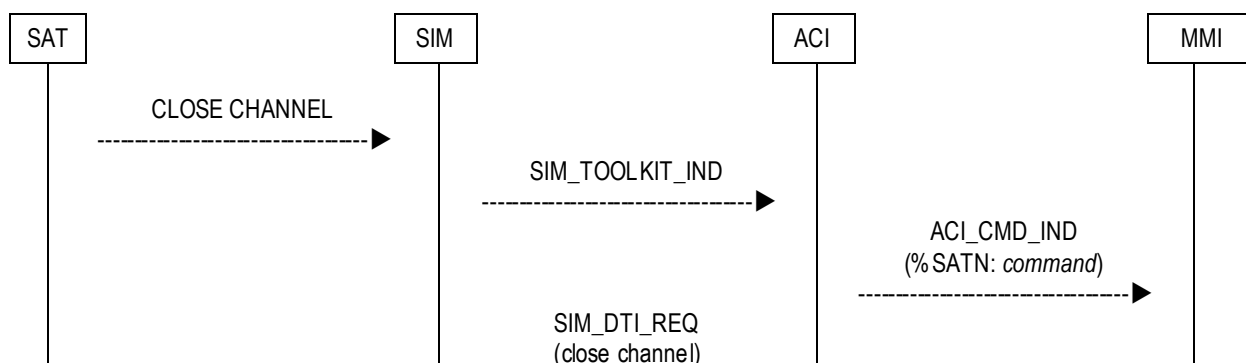 SAT SIM ACI MMI
CLOSE CHANNEL
SIM_TOOLKIT_IND
ACI_CMD_IND
(%SATN: command)
SIM_DTI_REQ
(close channel)